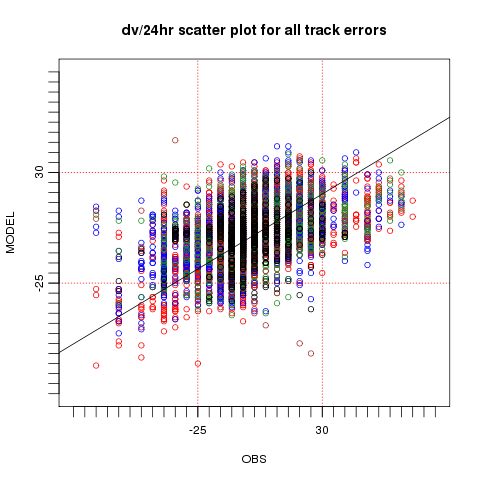 dv/24hr scatter plot for all track errors
30
MODEL
-25
-25 30
OBS